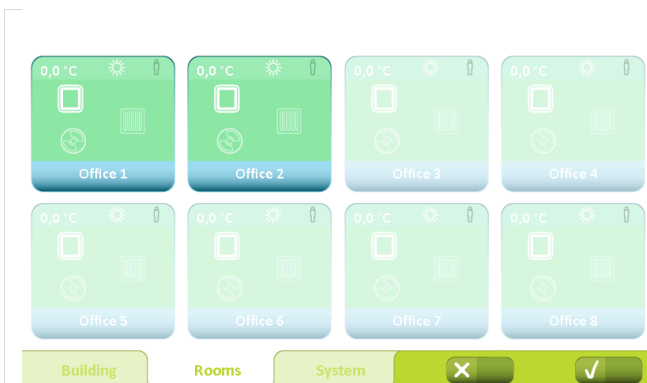 0,0 °C
0,0 °C
0,0 °C
0,0 °C
Office 1
Office 2
Office 3
Office 4
0,0 °C
0,0 °C
0,0 °C
0,0 °C
Office 5
Office 6
Office 7
Office 8
Building
Rooms
System